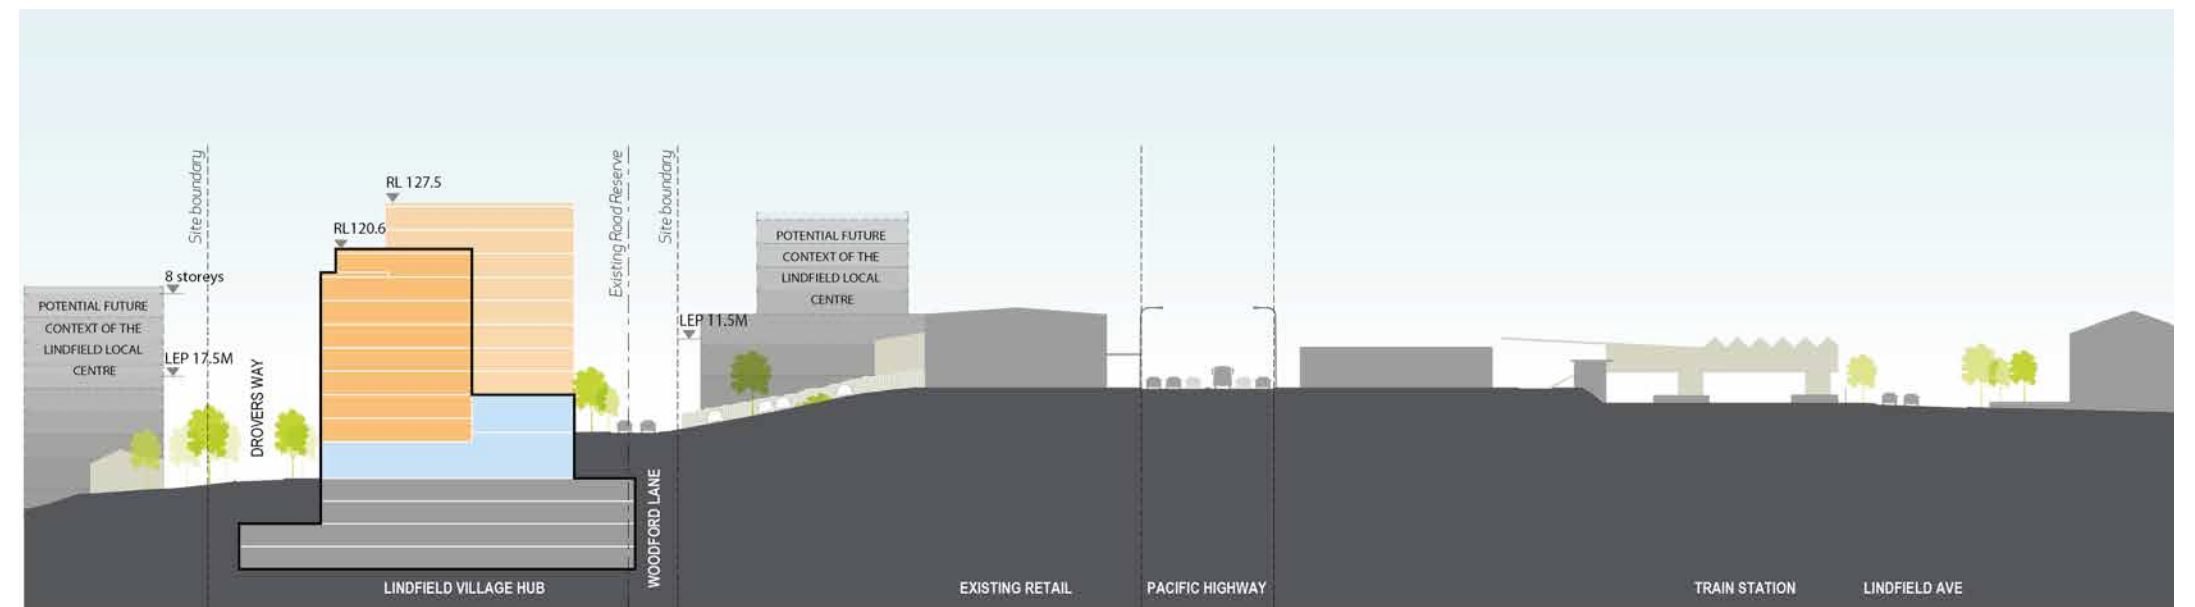 Site boundary
Existing Road Reserve
Site boundary
RL 127.5
RL120.6
8 storeys
POTENTIAL FUTURE
CONTEXT OF THE
LINDFIELD LOCAL
CENTRE
LEP 17.5M
DROVERS WAY
POTENTIAL FUTURE
CONTEXT OF THE
LINDFIELD LOCAL
CENTRE
LEP 11.5M
WOODFORD LANE
LINDFIELD VILLAGE HUB
EXISTING RETAIL
PACIFIC HIGHWAY
TRAIN STATION
LINDFIELD AVE